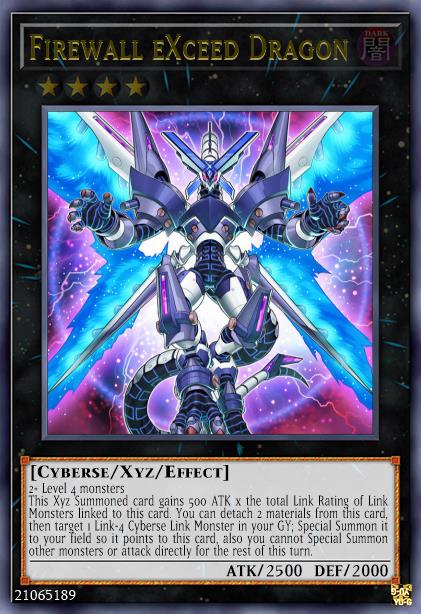 Firewall eXceed Dragon
DARK
闇
[Cyberse/Xyz/Effect]
2+ Level 4 monsters
This Xyz Summoned card gains 500 ATK x the total Link Rating of Link
Monsters linked to this card. You can detach 2 materials from this card,
then target 1 Link-4 Cyberse Link Monster in your GY; Special Summon it
to your field so it points to this card, also you cannot Special Summon
other monsters or attack directly for the rest of this turn.
ATK/2500 DEF/2000
21065189